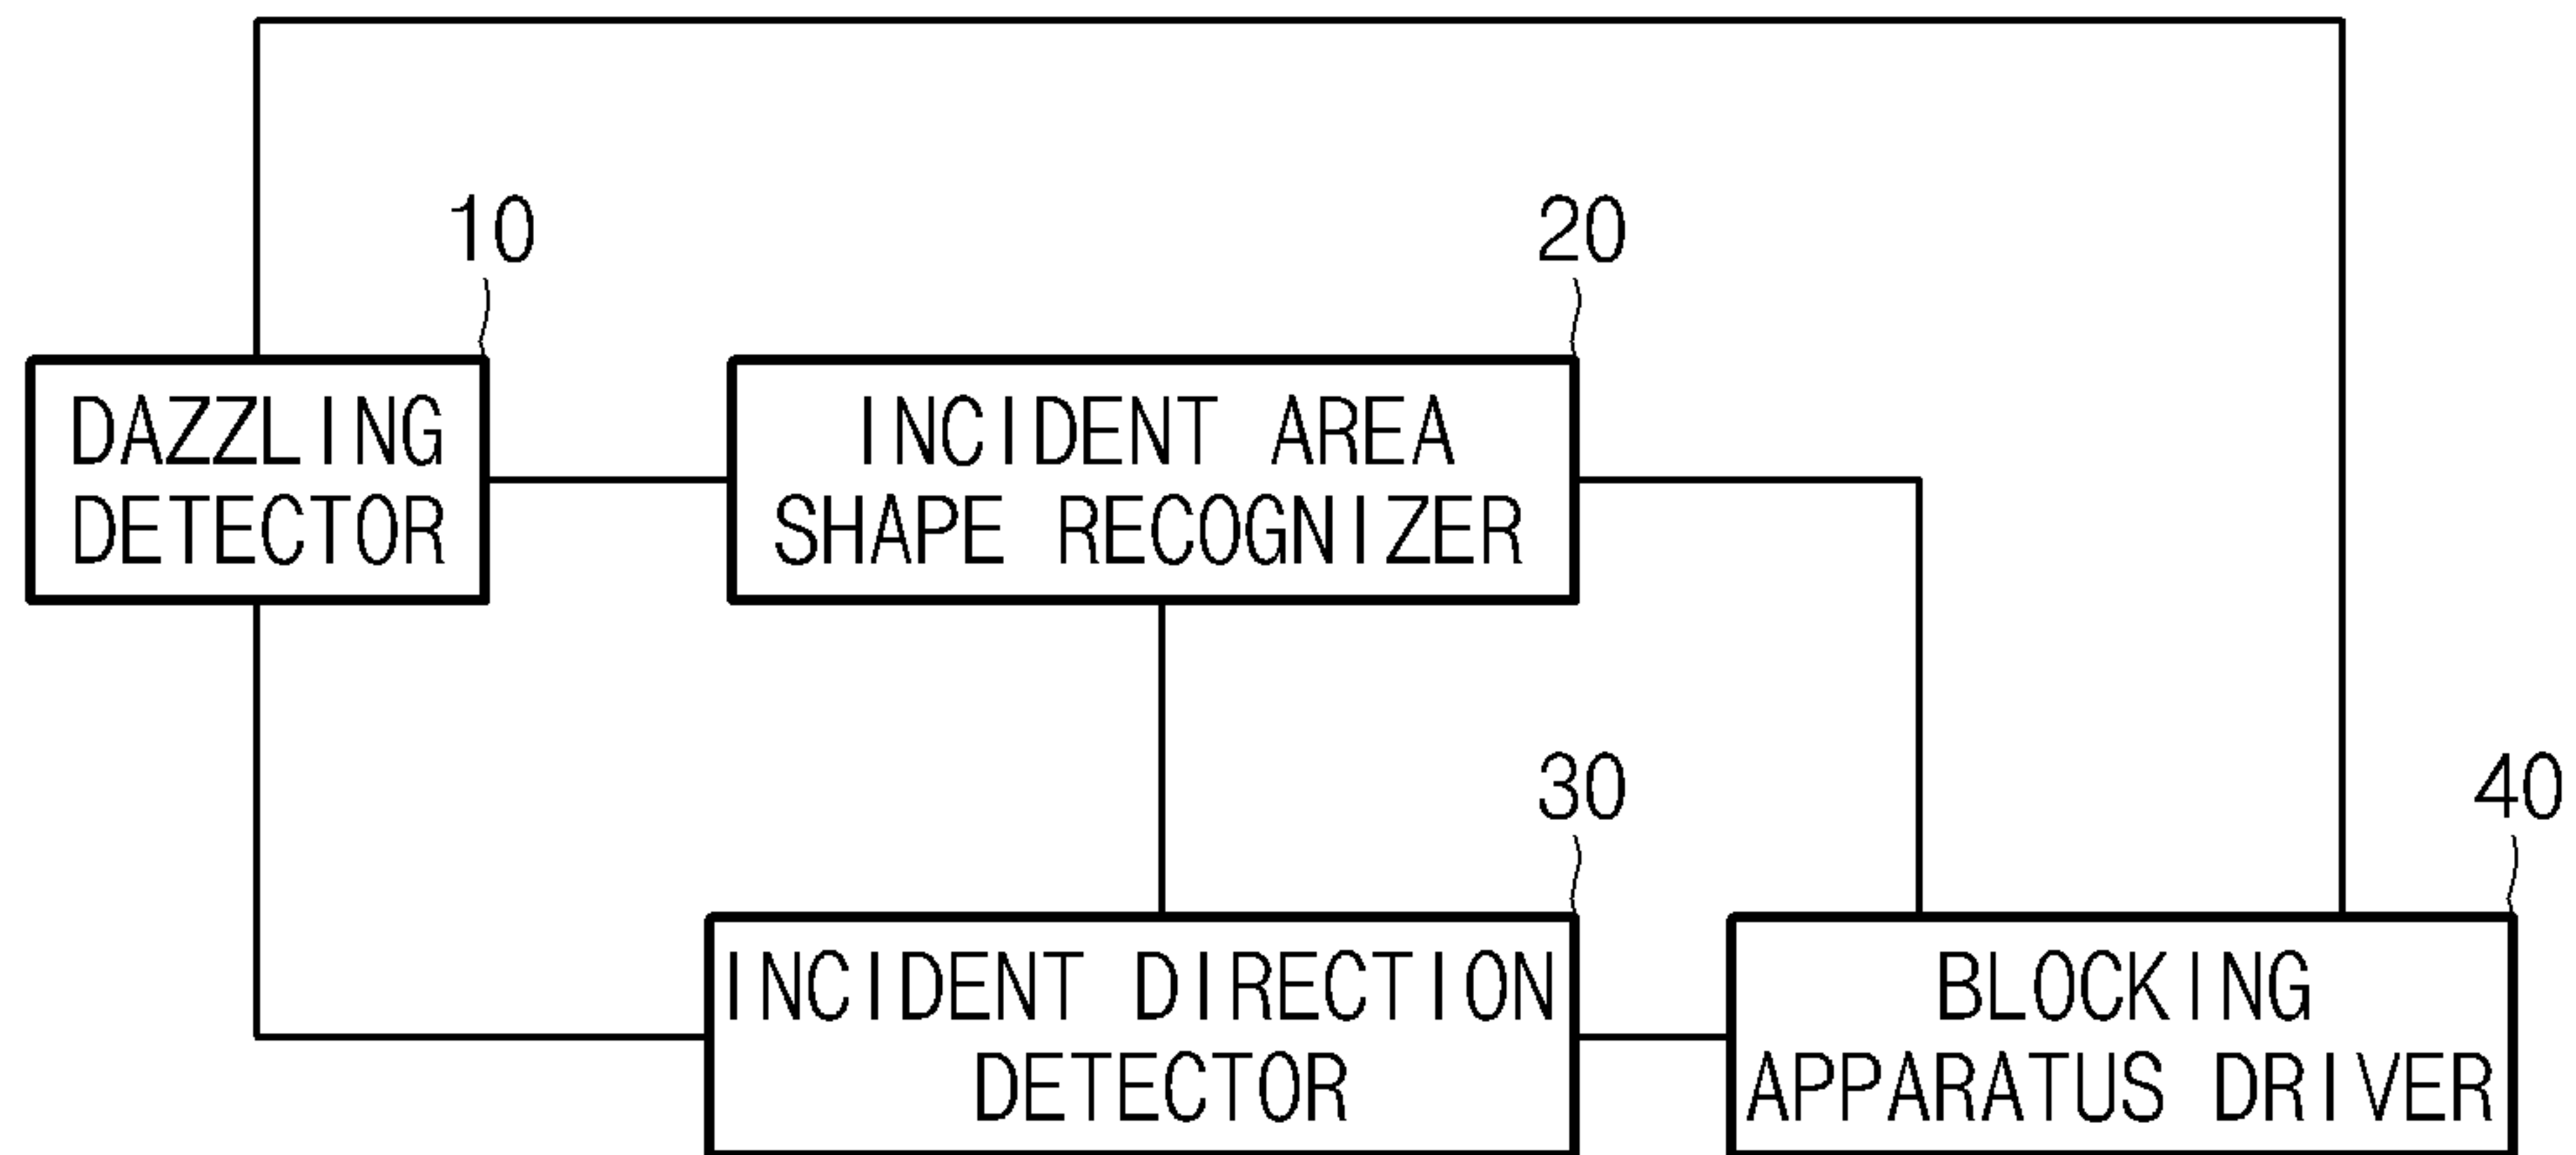 10
20
DAZZLING
DETECTOR
INCIDENT AREA
SHAPE RECOGNIZER
30
40
INCIDENT DIRECTION
DETECTOR
BLOCKING
APPARATUS DRIVER